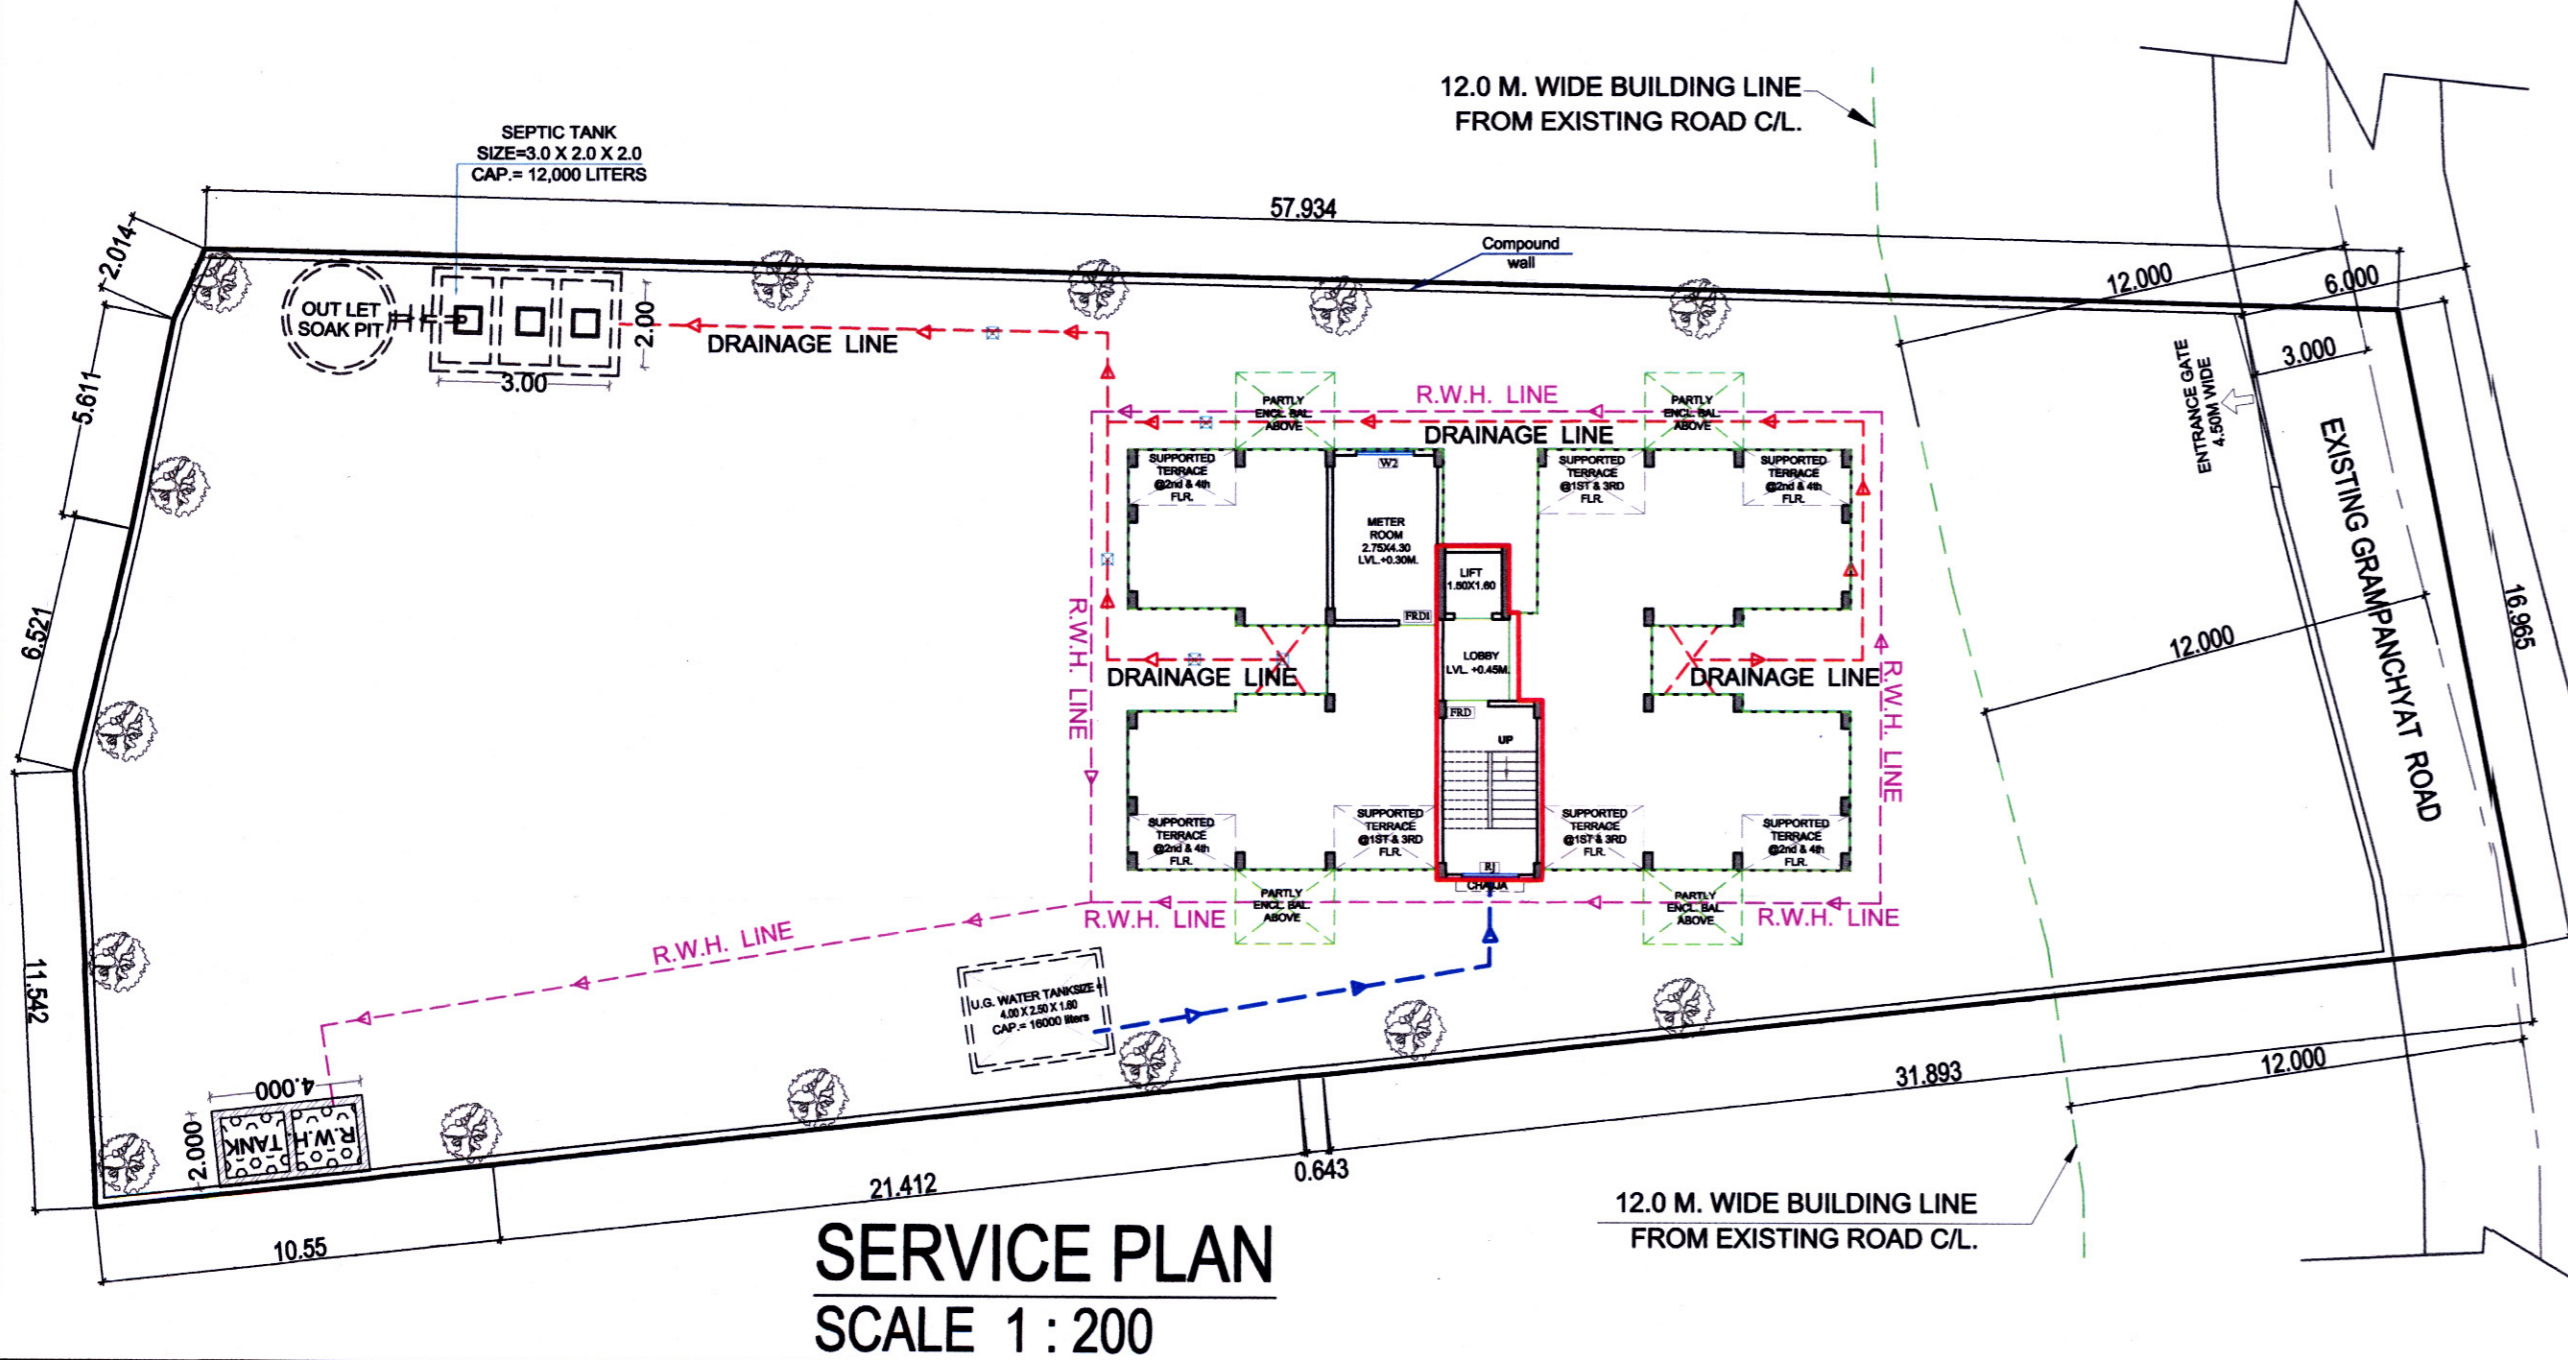 12.0 M. WIDE BUILDING LINE
FROM EXISTING ROAD C/L.
SEPTIC TANK
SIZE=3.0 X 2.0 X 2.0
CAP.= 12,000 LITERS
57.934
2.014
Compound
wall
12.000
6.000
OUT LET
SOAK PIT
2.00
3.00
DRAINAGE LINE
3.000
ENTRANCE GATE
4.50M WIDE
5.611
PARTLY
ENCL. BAL.
ABOVE
R.W.H. LINE
PARTLY
ENCL. BAL.
ABOVE
DRAINAGE LINE
EXISTING GRAMPANCHYAT ROAD
SUPPORTED
TERRACE
@2nd & 4th
FLR.
W2
SUPPORTED
TERRACE
@1ST & 3RD
FLR.
SUPPORTED
TERRACE
@2nd & 4th
FLR.
METER
ROOM
2.75X4.30
LVL.+0.30M.
LIFT
1.50X1.60
FRD1
6.521
16.965
R.W.H. LINE
12.000
LOBBY
LVL. +0.45M.
DRAINAGE LINE
DRAINAGE LINE
R.W.H. LINE
FRD
UP
SUPPORTED
TERRACE
@2nd & 4th
FLR.
SUPPORTED
TERRACE
@1ST & 3RD
FLR.
SUPPORTED
TERRACE
@1ST & 3RD
FLR.
SUPPORTED
TERRACE
@2nd & 4th
FLR.
RJ
CHAJJA
PARTLY
ENCL. BAL.
ABOVE
PARTLY
ENCL. BAL.
ABOVE
R.W.H. LINE
R.W.H. LINE
R.W.H. LINE
11.542
U.G. WATER TANKSIZE
4.00 X 2.50 X 1.60
CAP.= 16000 liters
4.000
2.000
R.W.H.
TANK
31.893
12.000
21.412
0.643
10.55
12.0 M. WIDE BUILDING LINE
FROM EXISTING ROAD C/L.
SERVICE PLAN
SCALE 1 : 200